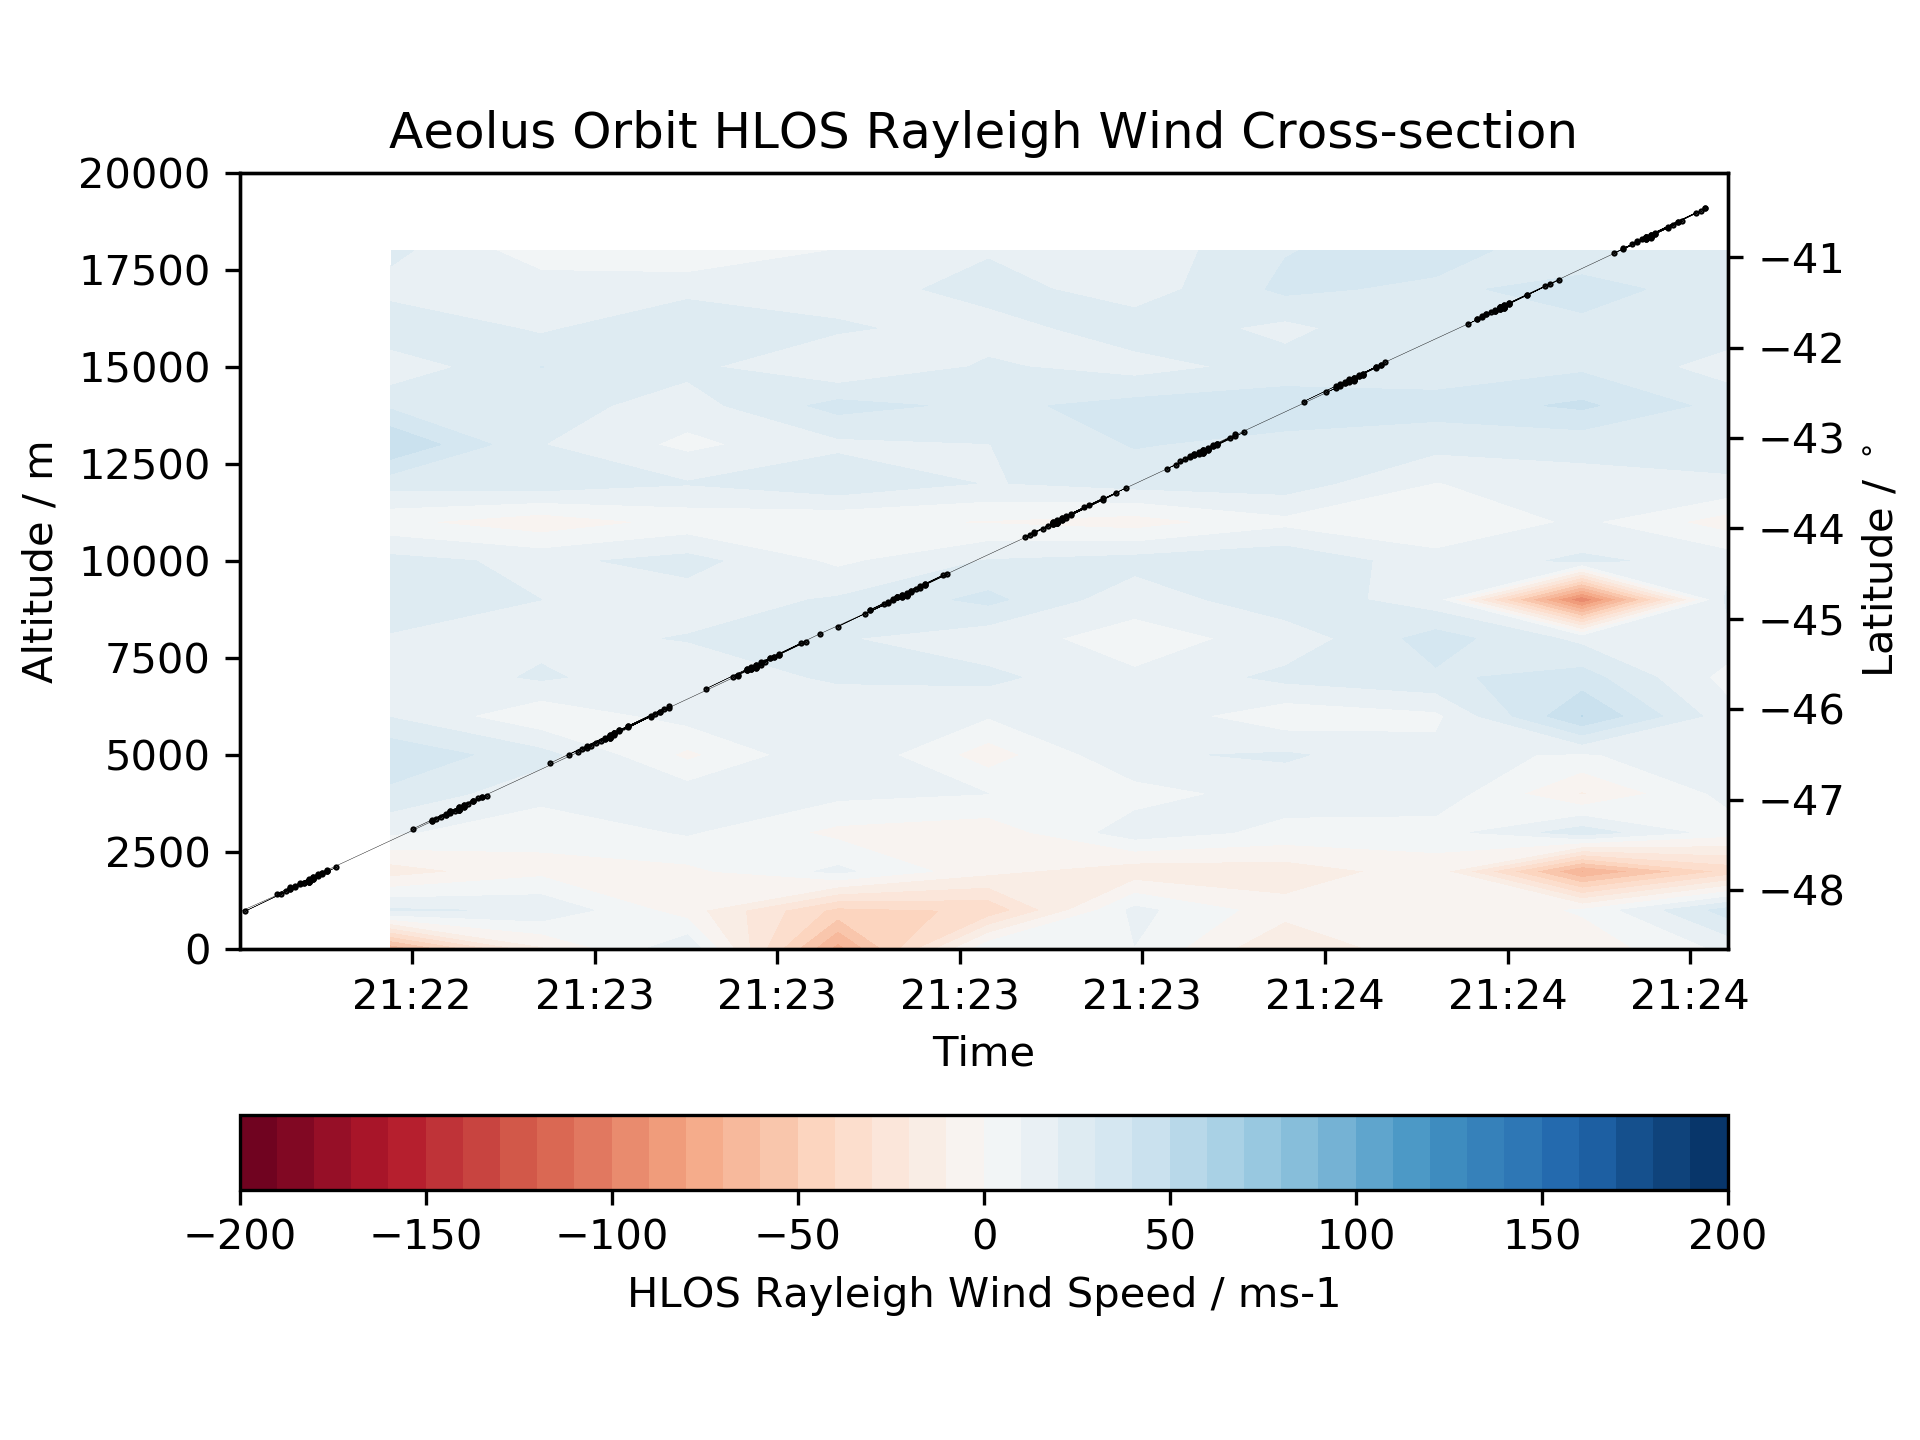 Aeolus Orbit HLOS Rayleigh Wind Cross-section
20000
17500
15000
12500
10000
7500
5000
2500
0
Altitude / m
−41
−42
−43
−44
−45
−46
−47
−48
Latitude / °
21:22 21:23 21:23 21:23 21:23 21:24 21:24 21:24
Time
−200 −150 −100 −50 0 50 100 150 200
HLOS Rayleigh Wind Speed / ms-1